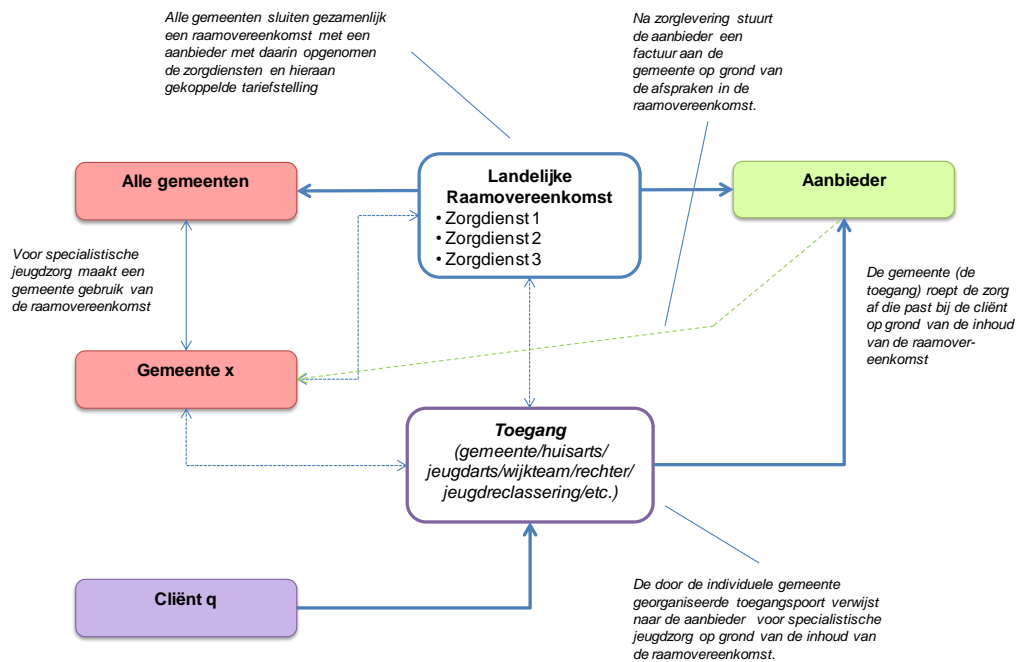 Alle gemeenten sluiten gezamenlijk
een raamovereenkomst met een
aanbieder met daarin opgenomen
de zorgdiensten en hieraan
gekoppelde tariefstelling
Na zorglevering stuurt
de aanbieder een
factuur aan de
gemeente op grond van
de afspraken in de
raamovereenkomst.
Alle gemeenten
Landelijke
Raamovereenkomst
• Zorgdienst 1
• Zorgdienst 2
• Zorgdienst 3
Aanbieder
Voor specialistische
jeugdzorg maakt een
gemeente gebruik van
de raamovereenkomst
De gemeente (de
toegang) roept de zorg
af die past bij de cliënt
op grond van de inhoud
van de raamover-
eenkomst
Gemeente x
Toegang
(gemeente/huisarts/
jeugdarts/wijkteam/rechter/
jeugdreclassering/etc.)
Cliënt q
De door de individuele gemeente
georganiseerde toegangspoort verwijst
naar de aanbieder voor specialistische
jeugdzorg op grond van de inhoud van
de raamovereenkomst.